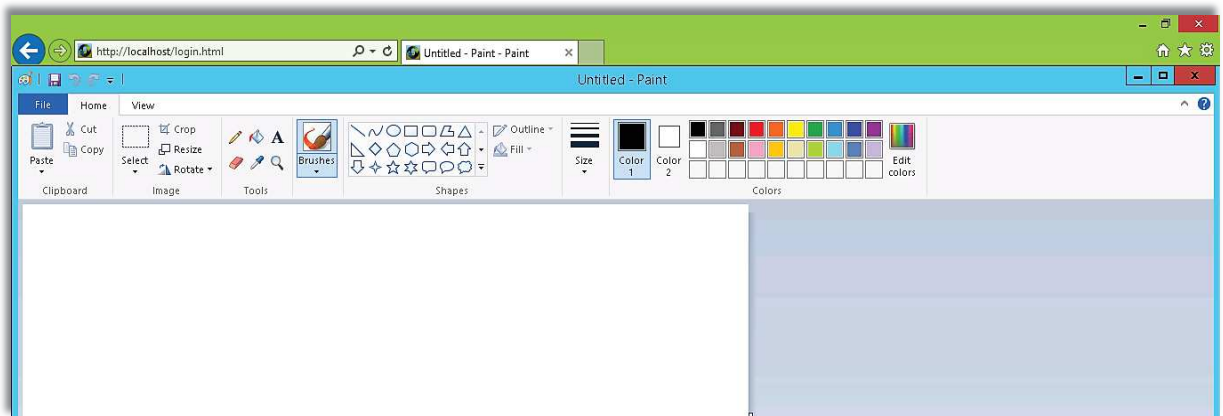 http://localhost/login.html
Untitled - Paint - Paint
Untitled - Paint
File Home View
Paste
Cut
Copy
Clipboard
Select
Crop
Resize
Rotate
Image
A
Tools
Brushes
Outline
Fill
Shapes
Size
Color 1
Color 2
Edit colors
Colors